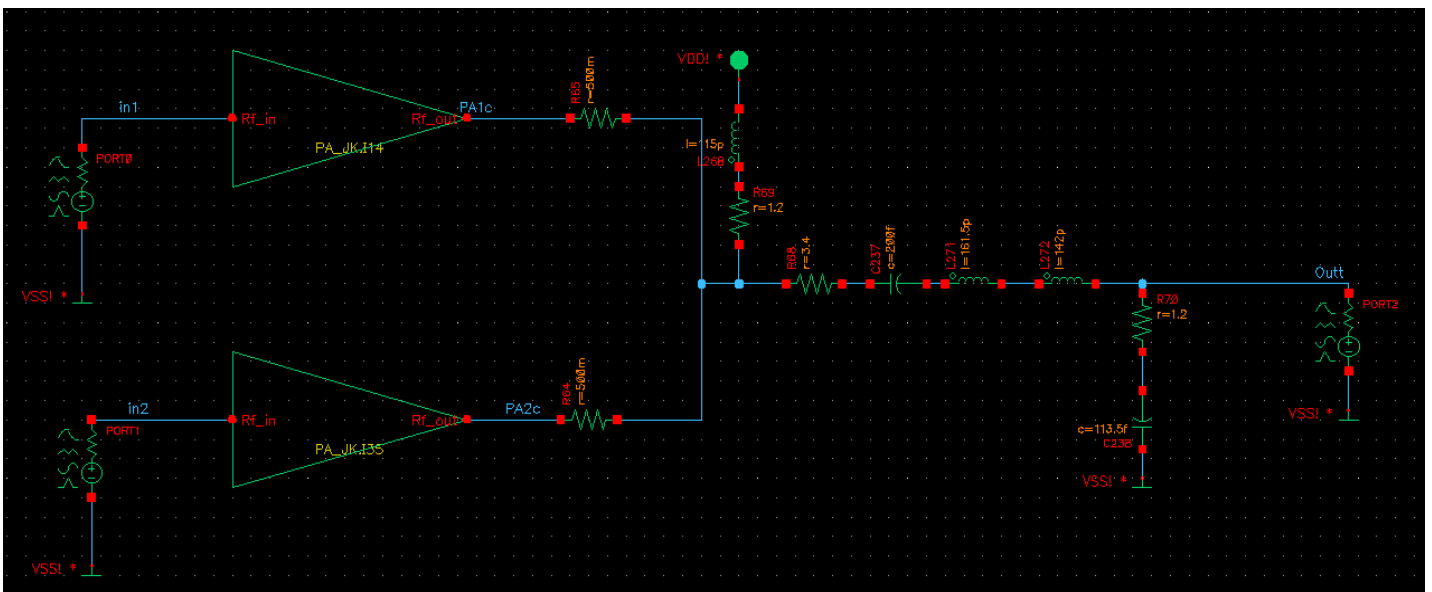 in1
Rf_in
Rf_out
PA_JK.I14
PA1c
R65
r=500m
VDD! *
l=115p
L268
R69
r=1.2
PORT0
VSS! *
R68
r=3.4
C237
c=200f
L271
l=161.5p
L272
l=142p
Outt
R70
r=1.2
PORT2
VSS! *
c=113.5f
C238
VSS! *
in2
Rf_in
Rf_out
PA_JK.I35
PA2c
R64
r=500m
PORT1
VSS! *